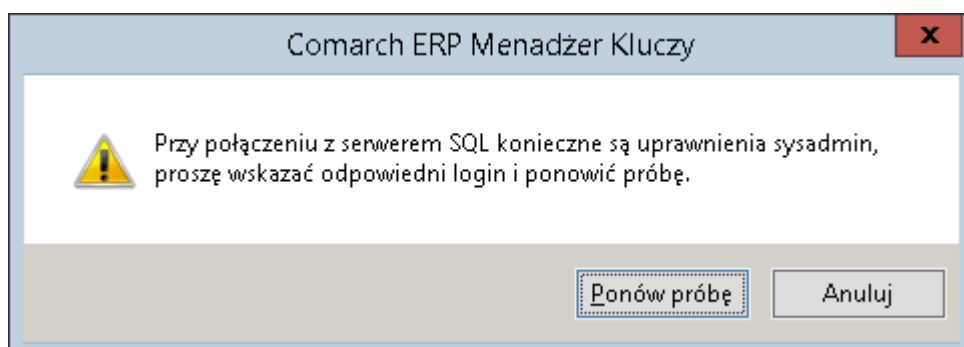 Comarch ERP Menadżer Kluczy
x
Przy połączeniu z serwerem SQL konieczne są uprawnienia sysadmin,
proszę wskazać odpowiedni login i ponowić próbę.
Ponów próbę
Anuluj